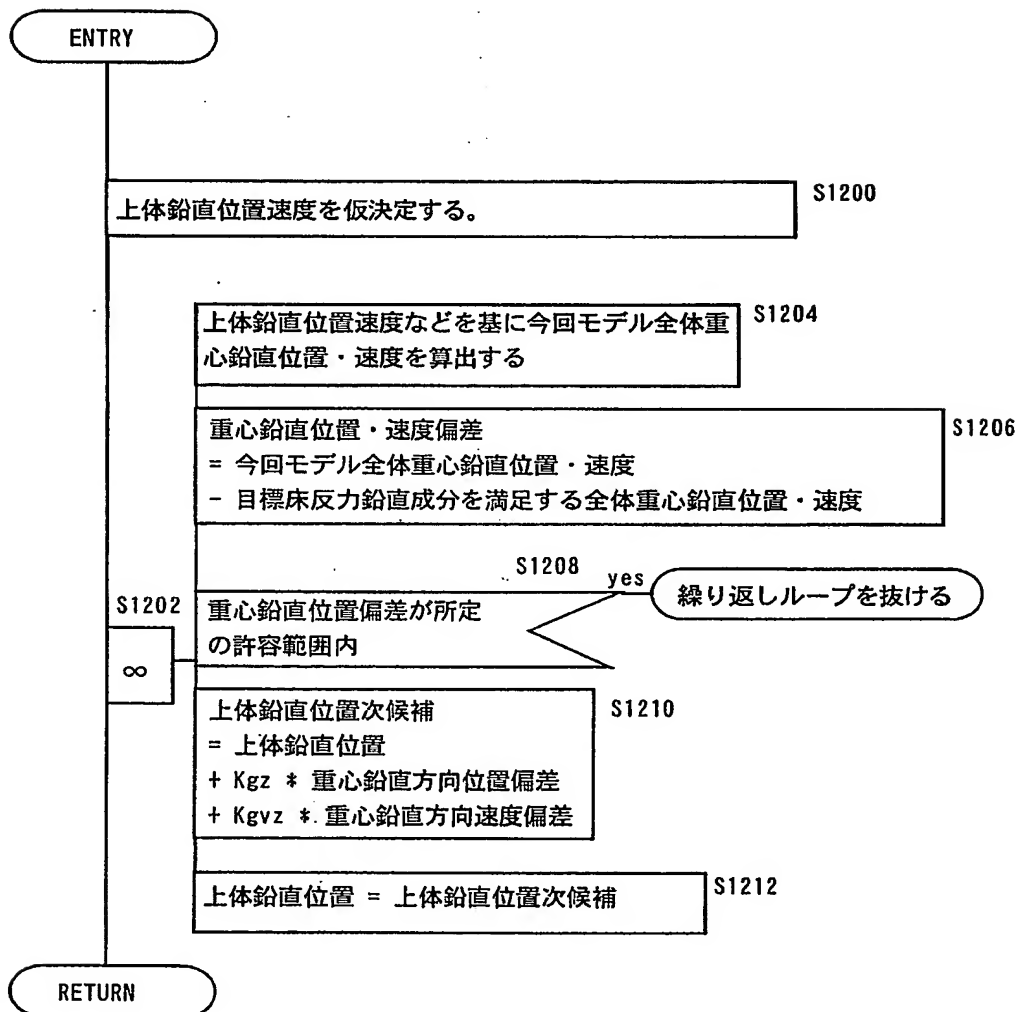 ENTRY
S1200
上体鉛直位置速度を仮決定する。
S1204
上体鉛直位置速度などを基に今回モデル全体重
心鉛直位置・速度を算出する
S1206
重心鉛直位置・速度偏差
= 今回モデル全体重心鉛直位置・速度
- 目標床反力鉛直成分を満足する全体重心鉛直位置・速度
S1208
yes
繰り返しループを抜ける
S1202
重心鉛直位置偏差が所定
の許容範囲内
∞
S1210
上体鉛直位置次候補
= 上体鉛直位置
+ Kgz * 重心鉛直方向位置偏差
+ Kgvz * 重心鉛直方向速度偏差
S1212
上体鉛直位置 = 上体鉛直位置次候補
RETURN